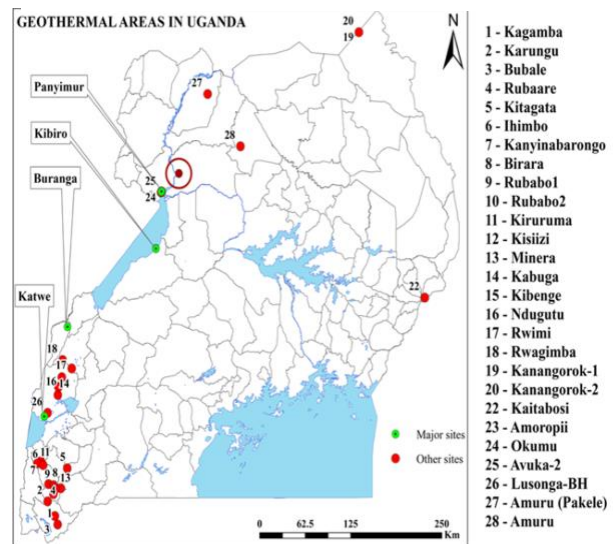 GEOTHERMAL AREAS IN UGANDA
N
20
19
27
Panyimur
28
Kibiro
25
24
Buranga
22
Katwe
18
17
16 14
26
11
6
5
7
9 8
13
2
4
1
3
Major sites
Other sites
0 62.5 125 250
Km
1 - Kagamba
2 - Karungu
3 - Bubale
4 - Rubaare
5 - Kitagata
6 - Ihimbo
7 - Kanyinabarongo
8 - Birara
9 - Rubabo1
10 - Rubabo2
11 - Kiruruma
12 - Kisiizi
13 - Minera
14 - Kabuga
15 - Kibenge
16 - Ndugutu
17 - Rwimi
18 - Rwagimba
19 - Kanangorok-1
20 - Kanangorok-2
22 - Kaitabosi
23 - Amoropii
24 - Okumu
25 - Avuka-2
26 - Lusonga-BH
27 - Amuru (Pakele)
28 - Amuru